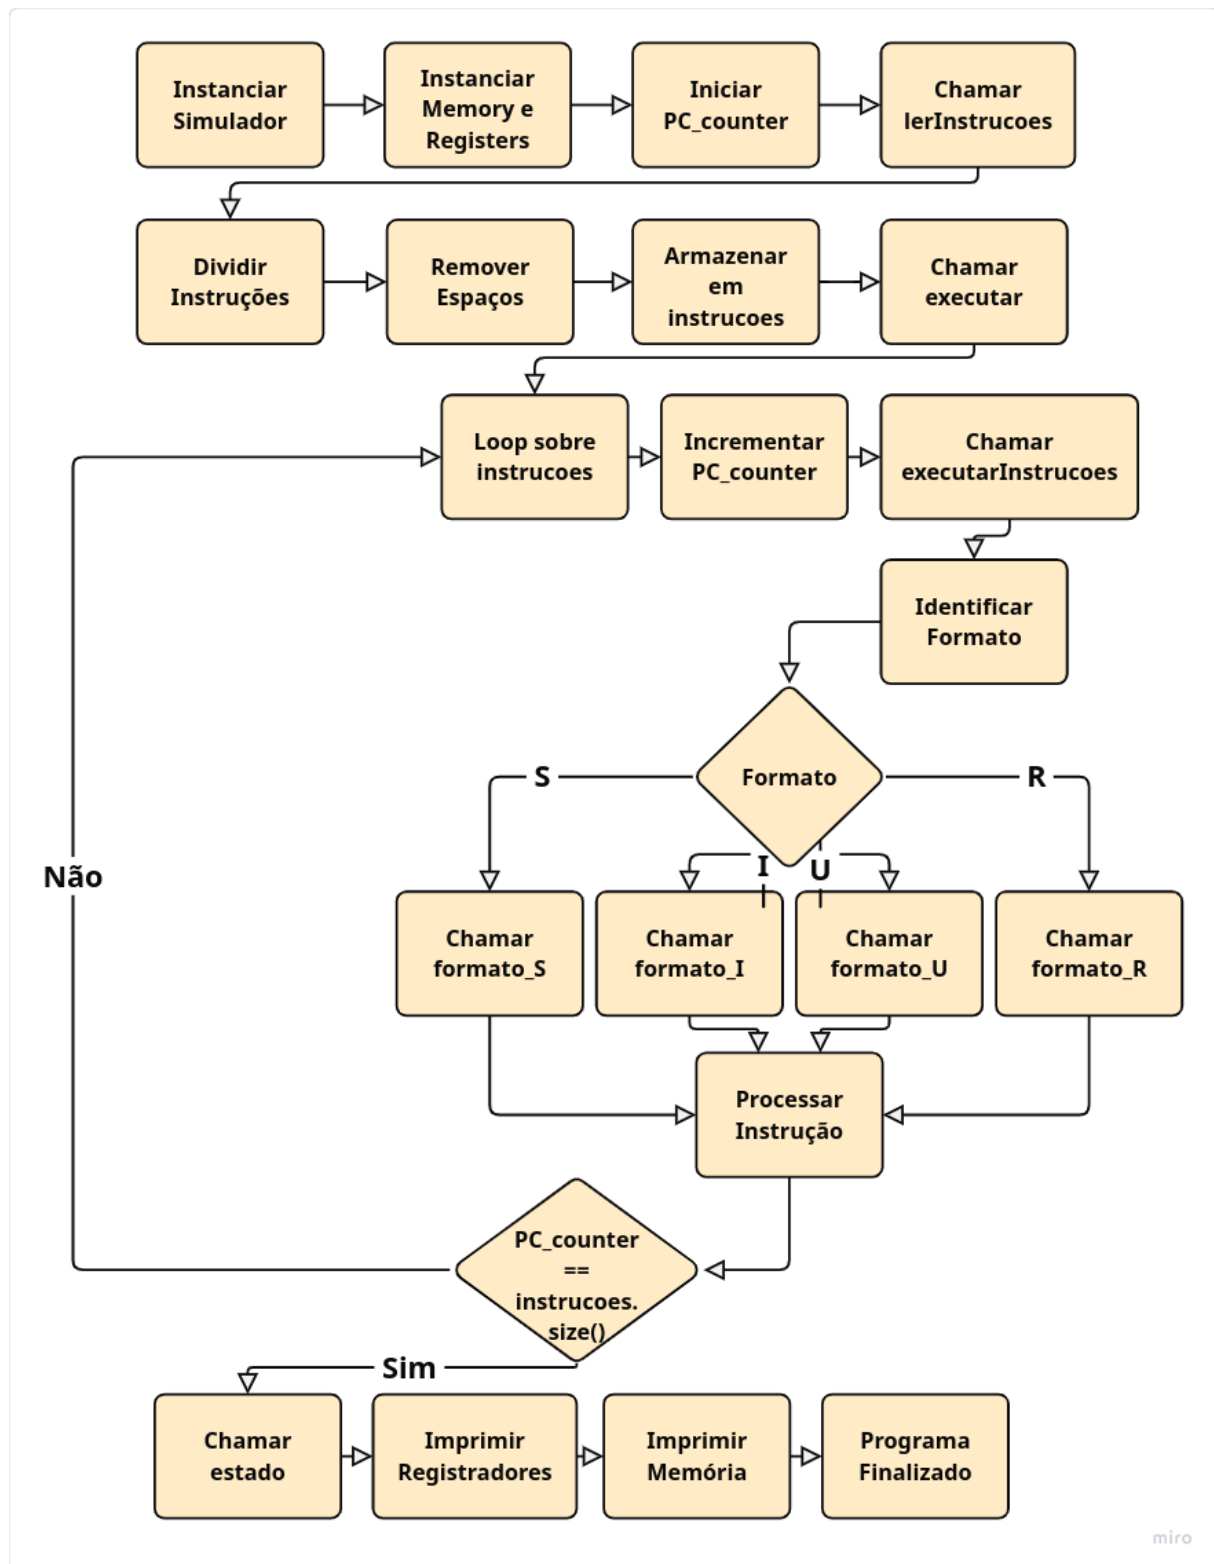 Instanciar
Simulador
Instanciar
Memory e
Registers
Iniciar
PC_counter
Chamar
lerInstrucoes
Dividir
Instruções
Remover
Espaços
Armazenar
em
instrucoes
Chamar
executar
Loop sobre
instrucoes
Incrementar
PC_counter
Chamar
executarInstrucoes
Identificar
Formato
Formato
S
R
I
U
Não
Chamar
formato_S
Chamar
formato_I
Chamar
formato_U
Chamar
formato_R
Processar
Instrução
PC_counter
==
instrucoes.
size()
Sim
Chamar
estado
Imprimir
Registradores
Imprimir
Memória
Programa
Finalizado
miro